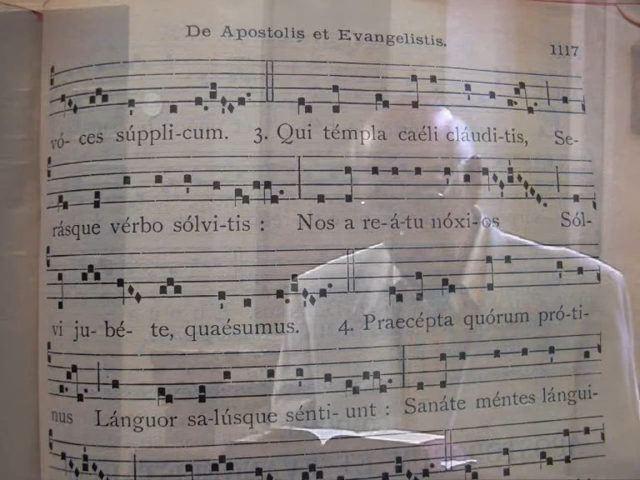 De Apostolis et Evangelistis.
1117
vó- ces súppli-cum. 3. Qui témpla caéli cláudi-tis, Se-
rásque vérbo sólvi-tis : Nos a re-á-tu nóxi-os Sól-
vi ju- bé- te, quaésumus. 4. Praecépta quórum pró-ti-
nus Lánguor sa-lúsque sénti- unt : Sanáte méntes lángui-